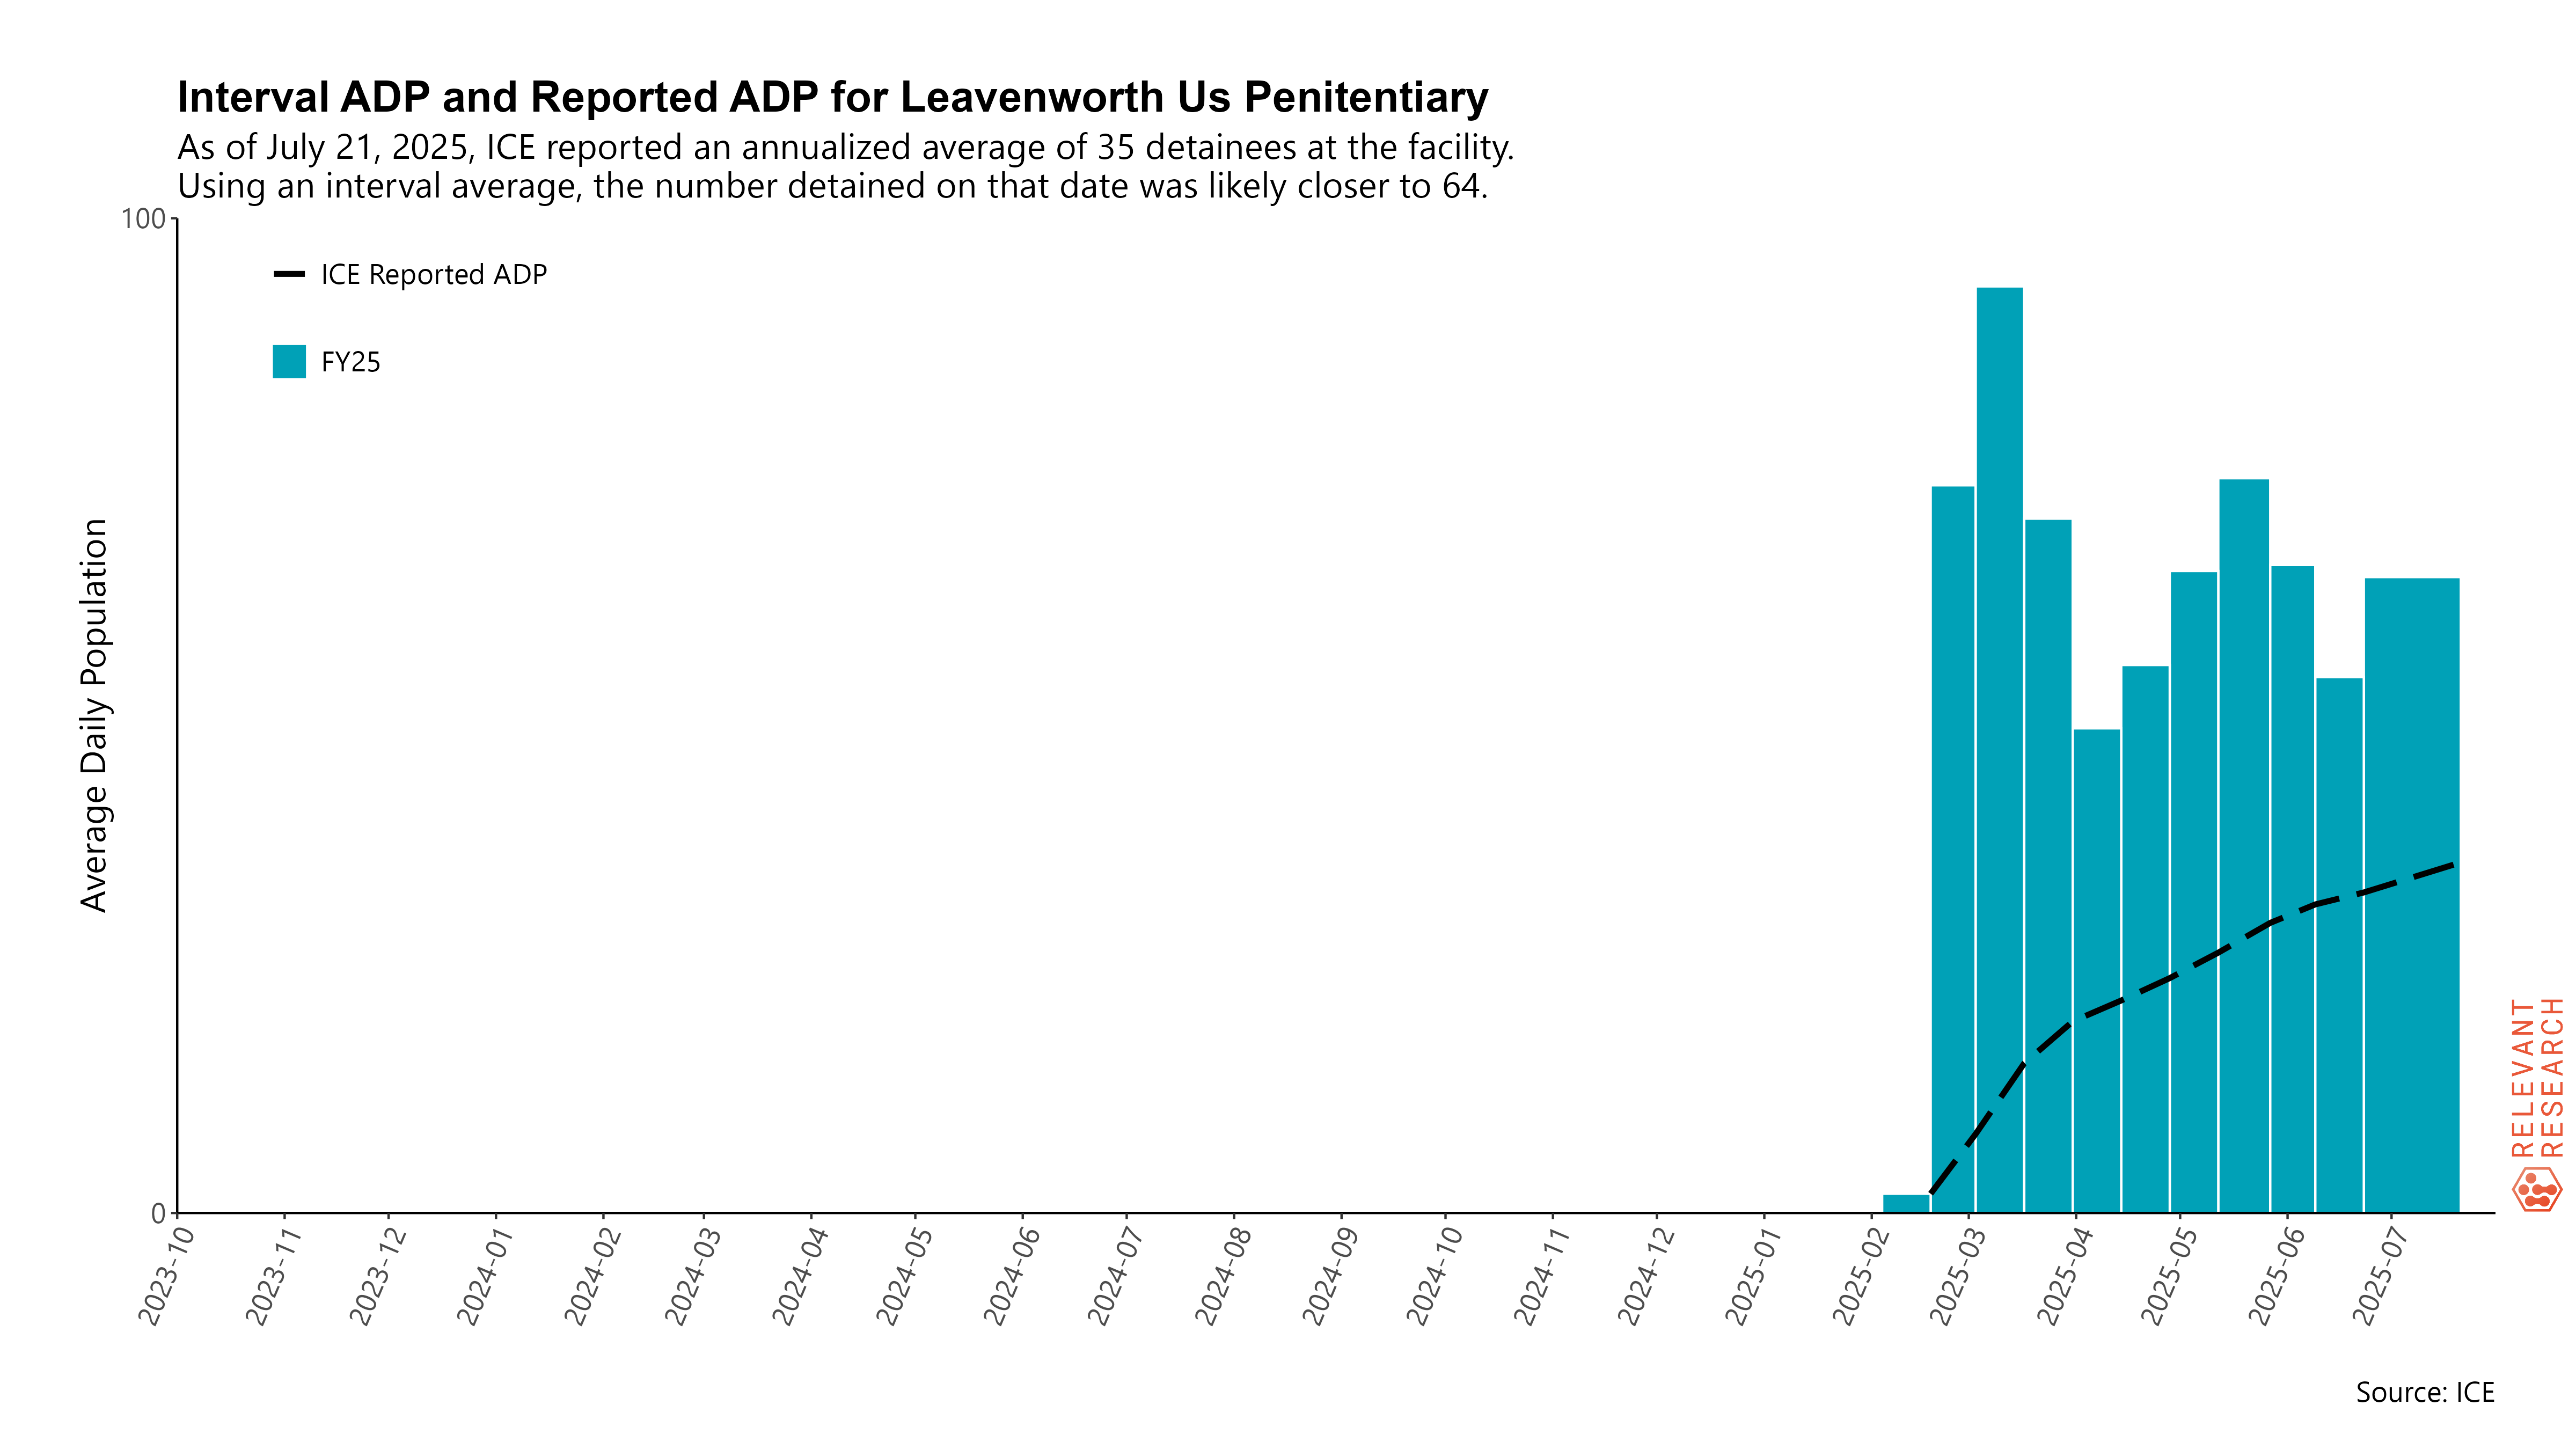 Interval ADP and Reported ADP for Leavenworth Us Penitentiary
As of July 21, 2025, ICE reported an annualized average of 35 detainees at the facility.
Using an interval average, the number detained on that date was likely closer to 64.
100
ICE Reported ADP
FY25
Average Daily Population
0
2023-10
2023-11
2023-12
2024-01
2024-02
2024-03
2024-04
2024-05
2024-06
2024-07
2024-08
2024-09
2024-10
2024-11
2024-12
2025-01
2025-02
2025-03
2025-04
2025-05
2025-06
2025-07
RELEVANT
RESEARCH
Source: ICE